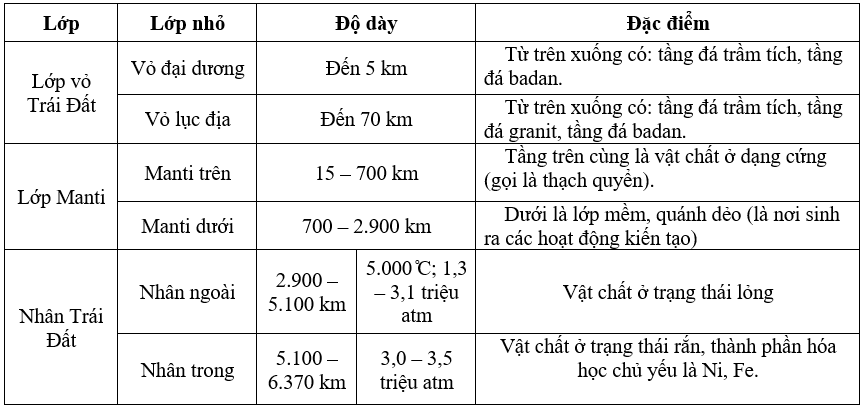 Lớp
Lớp nhỏ
Độ dày
Đặc điểm
Lớp vỏ
Trái Đất
Vỏ đại dương
Đến 5 km
Từ trên xuống có: tầng đá trầm tích, tầng
đá badan.
Vỏ lục địa
Đến 70 km
Từ trên xuống có: tầng đá trầm tích, tầng
đá granit, tầng đá badan.
Lớp Manti
Manti trên
15 – 700 km
Tầng trên cùng là vật chất ở dạng cứng
(gọi là thạch quyển).
Manti dưới
700 – 2.900 km
Dưới là lớp mềm, quánh dẻo (là nơi sinh
ra các hoạt động kiến tạo)
Nhân Trái
Đất
Nhân ngoài
2.900 –
5.100 km
5.000℃; 1,3
– 3,1 triệu
atm
Vật chất ở trạng thái lỏng
Nhân trong
5.100 –
6.370 km
3,0 – 3,5
triệu atm
Vật chất ở trạng thái rắn, thành phần hóa
học chủ yếu là Ni, Fe.